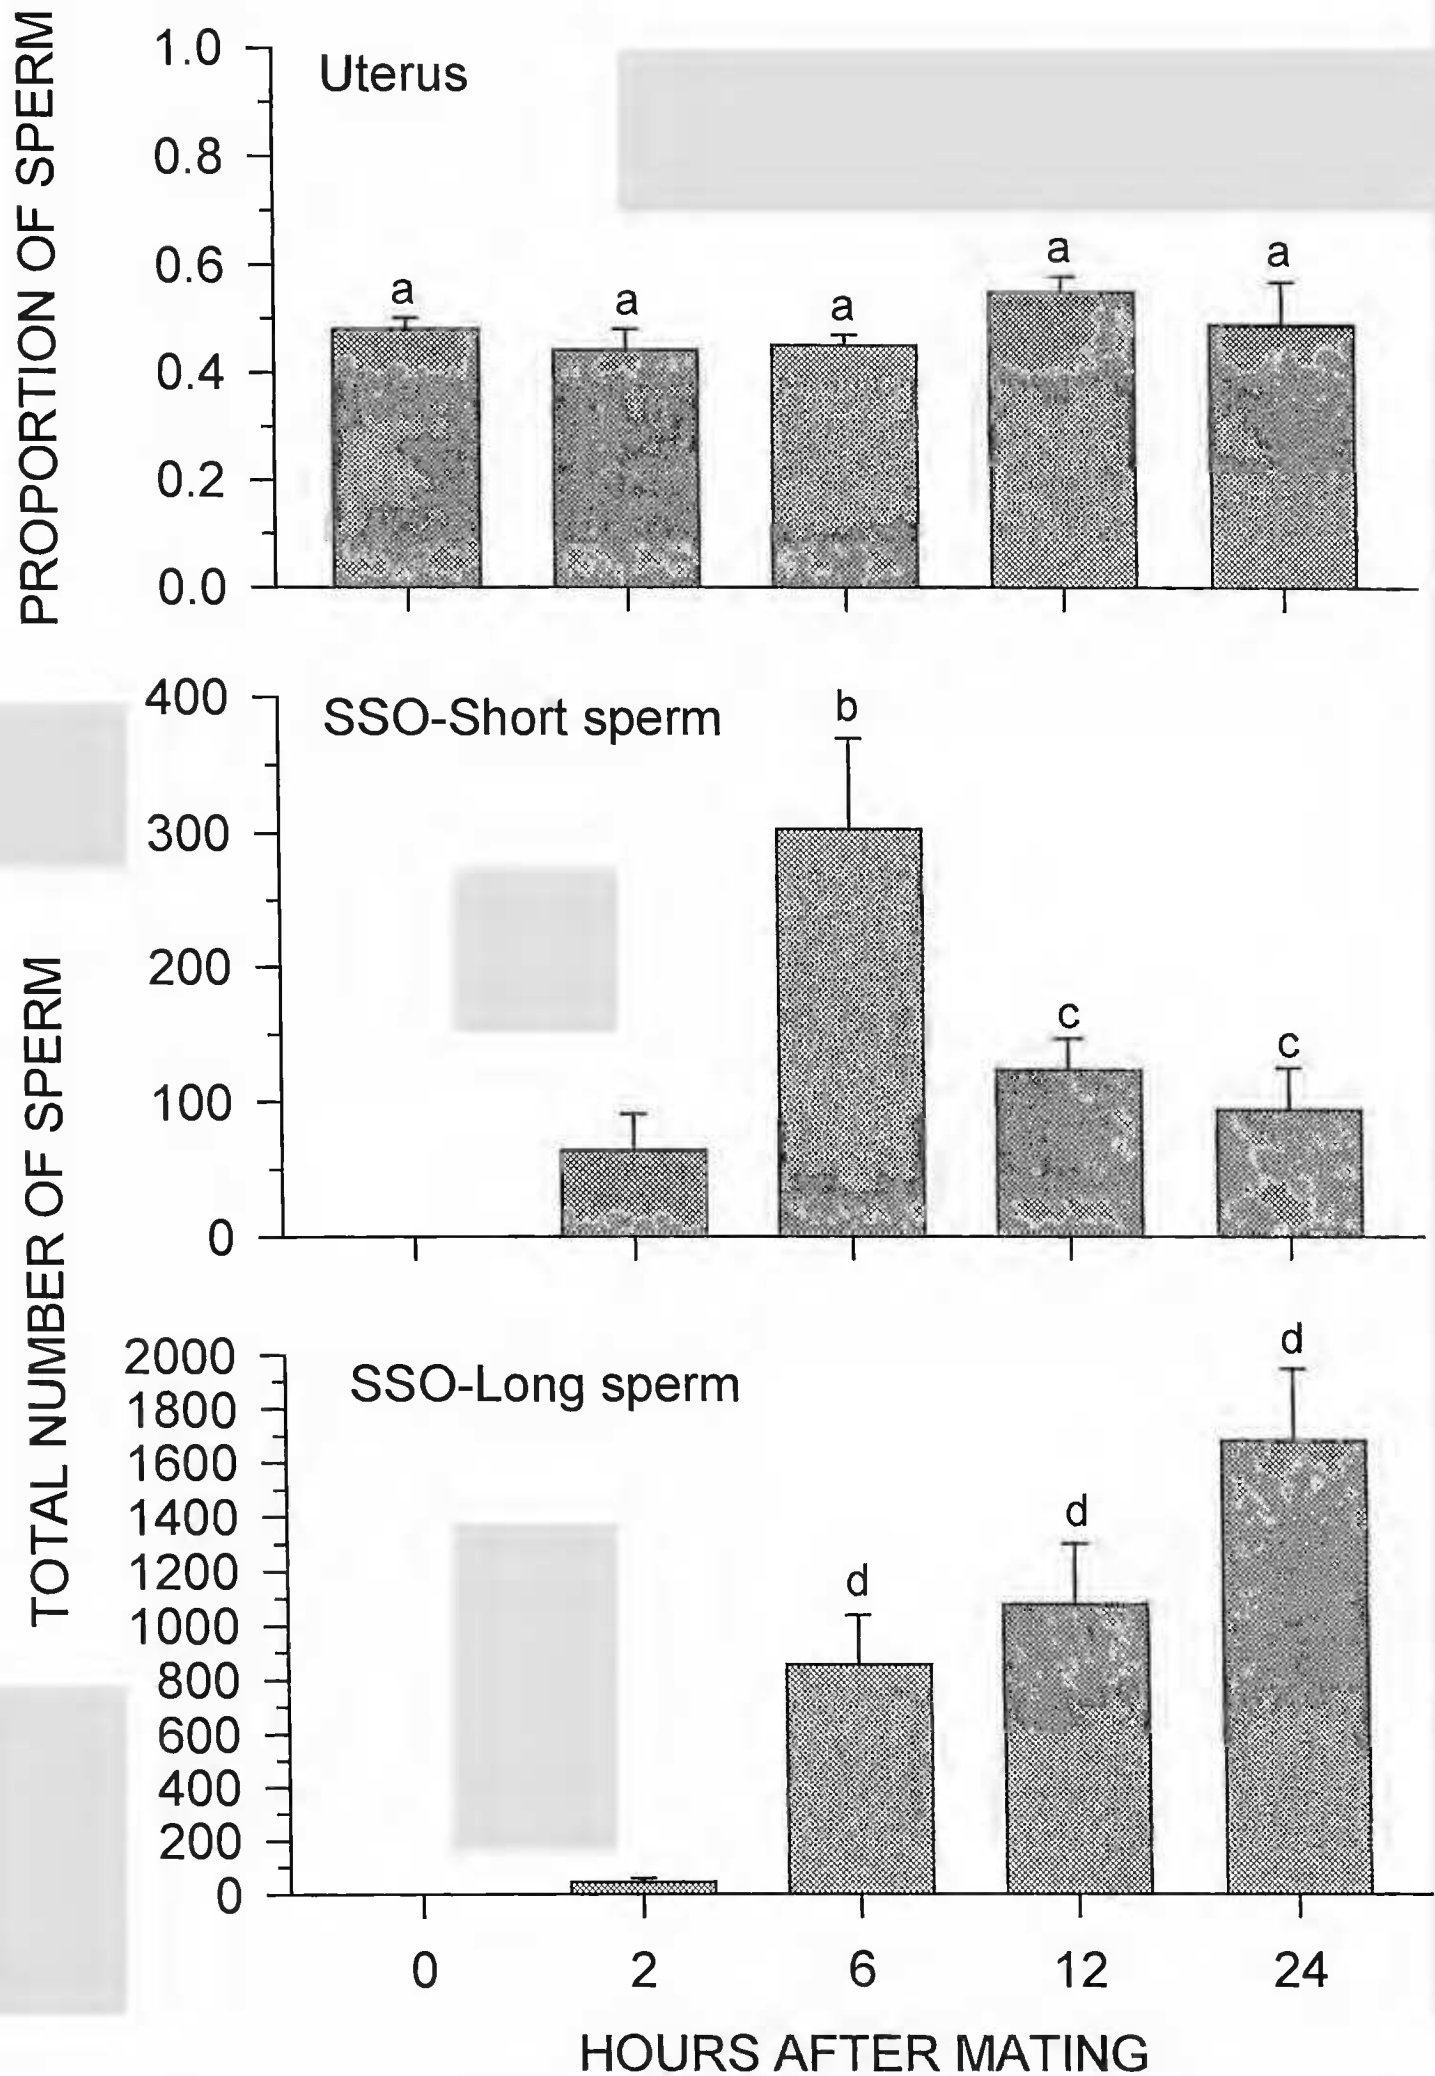 PROPORTION OF SPERM
1.0
0.8
0.6
0.4
0.2
0.0
Uterus
a
a
a
a
a
TOTAL NUMBER OF SPERM
400
300
200
100
0
SSO-Short sperm
b
c
c
2000
1800
1600
1400
1200
1000
800
600
400
200
0
SSO-Long sperm
d
d
d
0 2 6 12 24
HOURS AFTER MATING